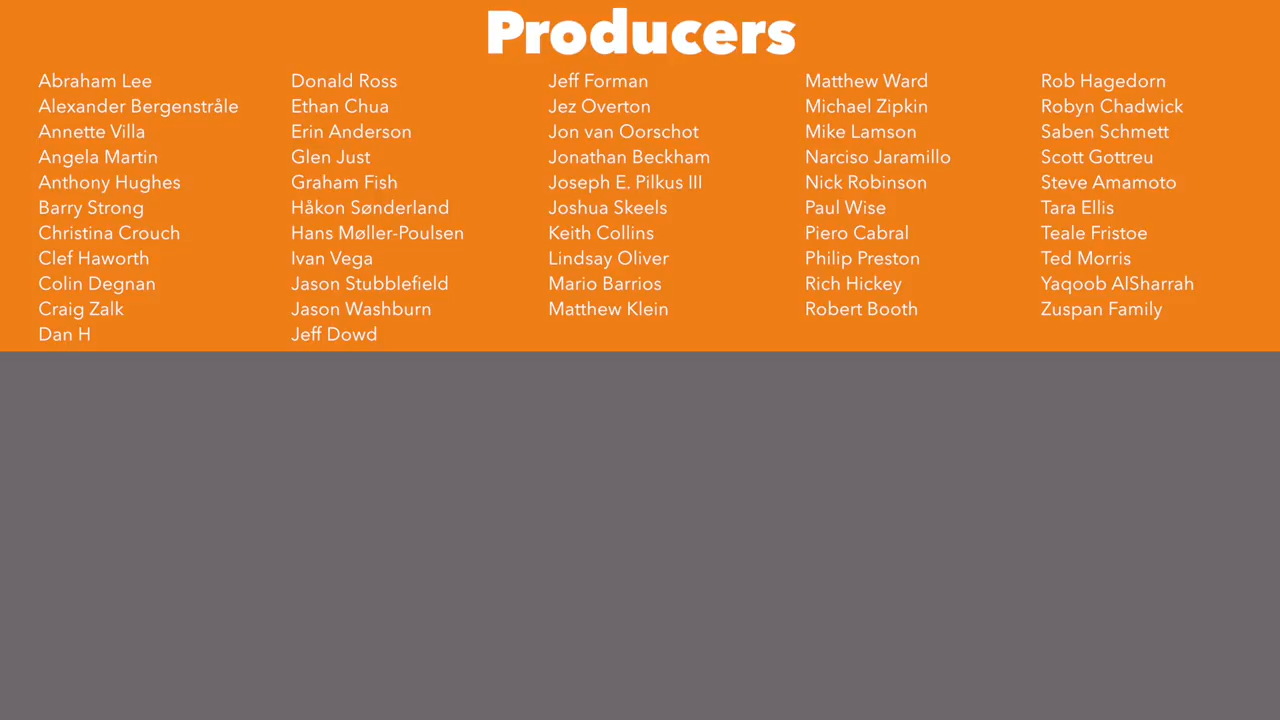 Producers
Abraham Lee
Alexander Bergenstråle
Annette Villa
Angela Martin
Anthony Hughes
Barry Strong
Christina Crouch
Clef Haworth
Colin Degnan
Craig Zalk
Dan H
Donald Ross
Ethan Chua
Erin Anderson
Glen Just
Graham Fish
Håkon Sønderland
Hans Møller-Poulsen
Ivan Vega
Jason Stubblefield
Jason Washburn
Jeff Dowd
Jeff Forman
Jez Overton
Jon van Oorschot
Jonathan Beckham
Joseph E. Pilkus III
Joshua Skeels
Keith Collins
Lindsay Oliver
Mario Barrios
Matthew Klein
Matthew Ward
Michael Zipkin
Mike Lamson
Narciso Jaramillo
Nick Robinson
Paul Wise
Piero Cabral
Philip Preston
Rich Hickey
Robert Booth
Rob Hagedorn
Robyn Chadwick
Saben Schmett
Scott Gottreu
Steve Amamoto
Tara Ellis
Teale Fristoe
Ted Morris
Yaqoob AlSharrah
Zuspan Family